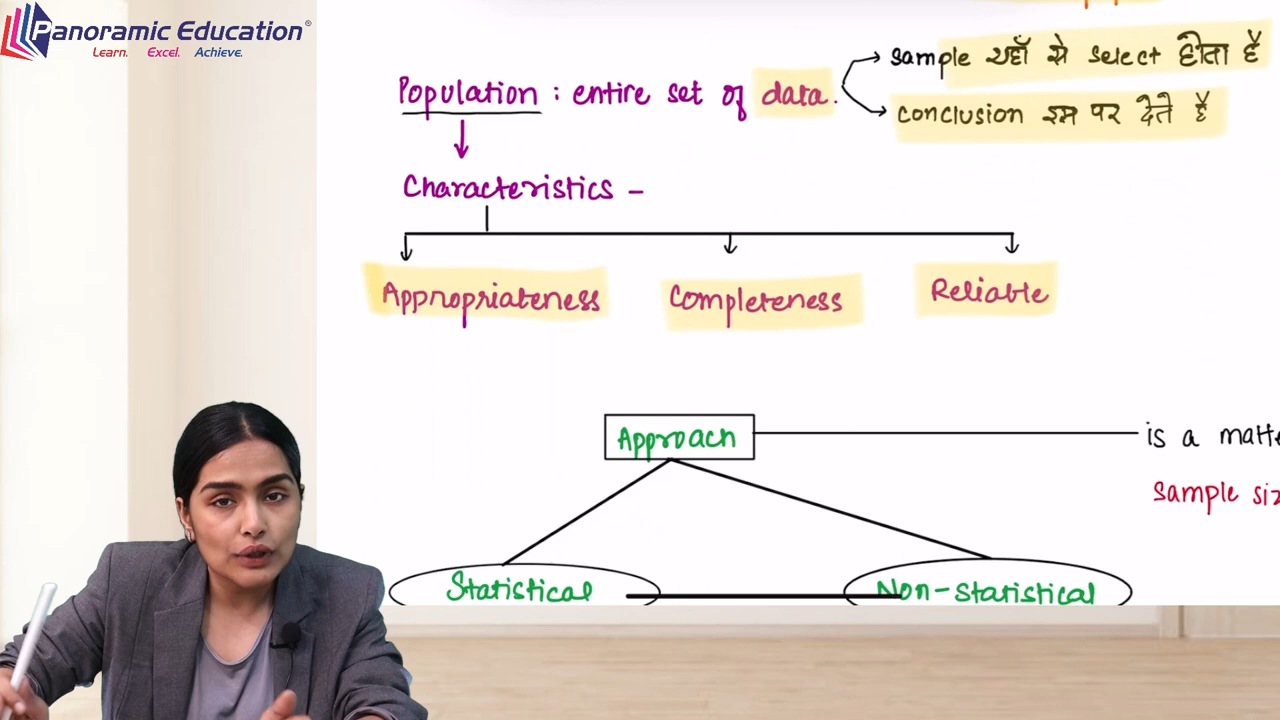 Panoramic Education®
Learn. Excel. Achieve.
sample यहाँ से select होता है
Population : entire set of data.
conclusion इस पर देते हैं
Characteristics –
Appropriateness Completeness Reliable
Approach is a matte
sample siz
Statistical Non-statistical